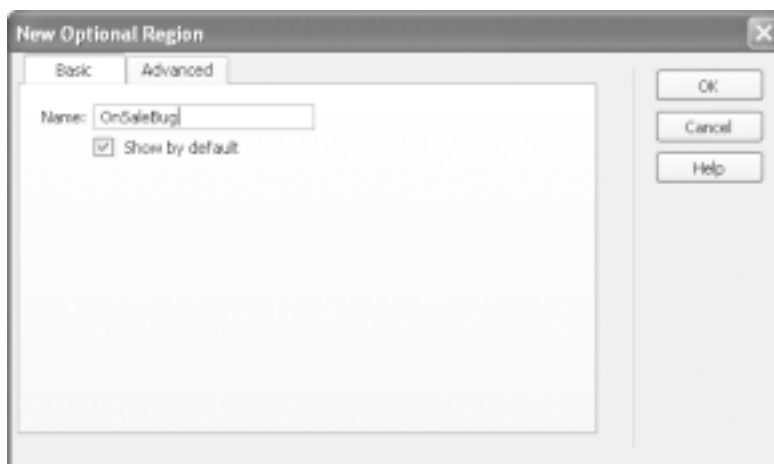 New Optional Region
Basic
Advanced
OK
Name: OnSaleBug
Cancel
Show by default
Help